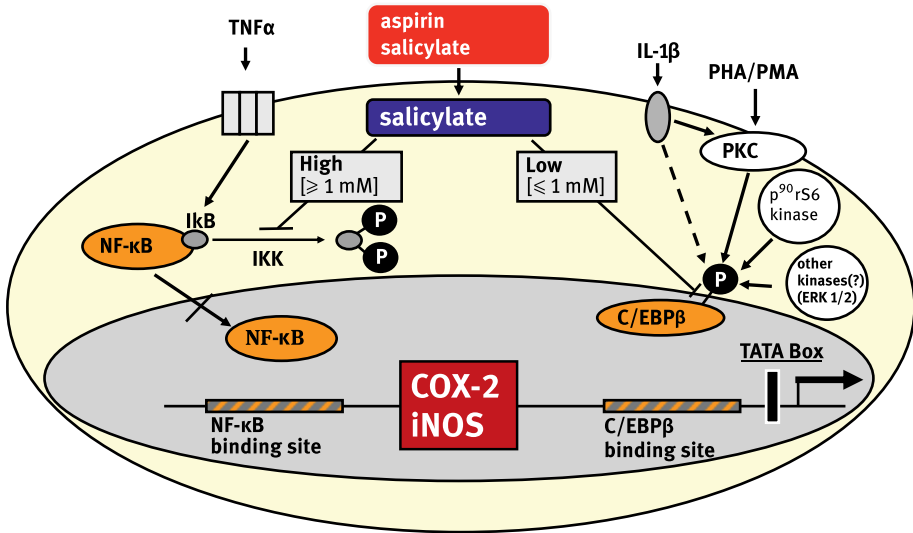 TNFα
aspirin
salicylate
IL-1β
PHA/PMA
salicylate
High
[⩾ 1 mM]
Low
[⩽ 1 mM]
PKC
p⁹⁰rS6
kinase
IkB
NF-κB
IKK
P
P
P
other
kinases(?)
(ERK 1/2)
C/EBPβ
NF-κB
TATA Box
COX-2
iNOS
NF-κB
binding site
C/EBPβ
binding site